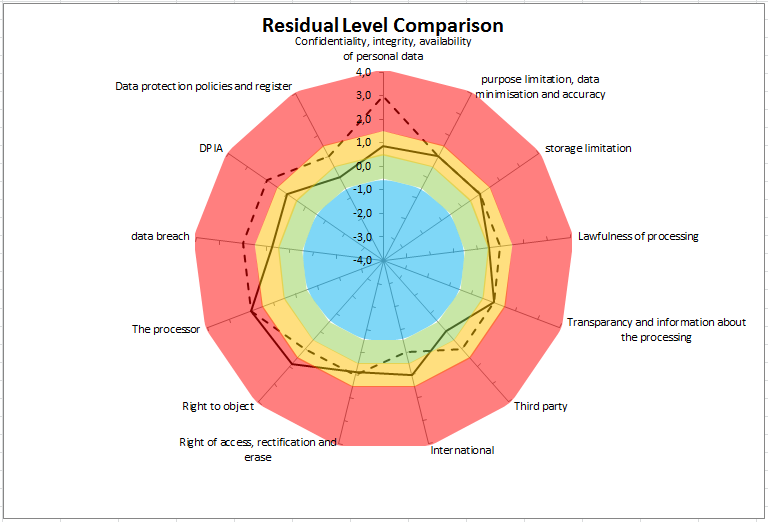 Residual Level Comparison
Confidentiality, integrity, availability
of personal data
4,0
3,0
2,0
1,0
0,0
-1,0
-2,0
-3,0
-4,0
purpose limitation, data
minimisation and accuracy
storage limitation
Lawfulness of processing
Transparancy and information about
the processing
Third party
International
Right of access, rectification and
erase
Right to object
The processor
data breach
DPIA
Data protection policies and register